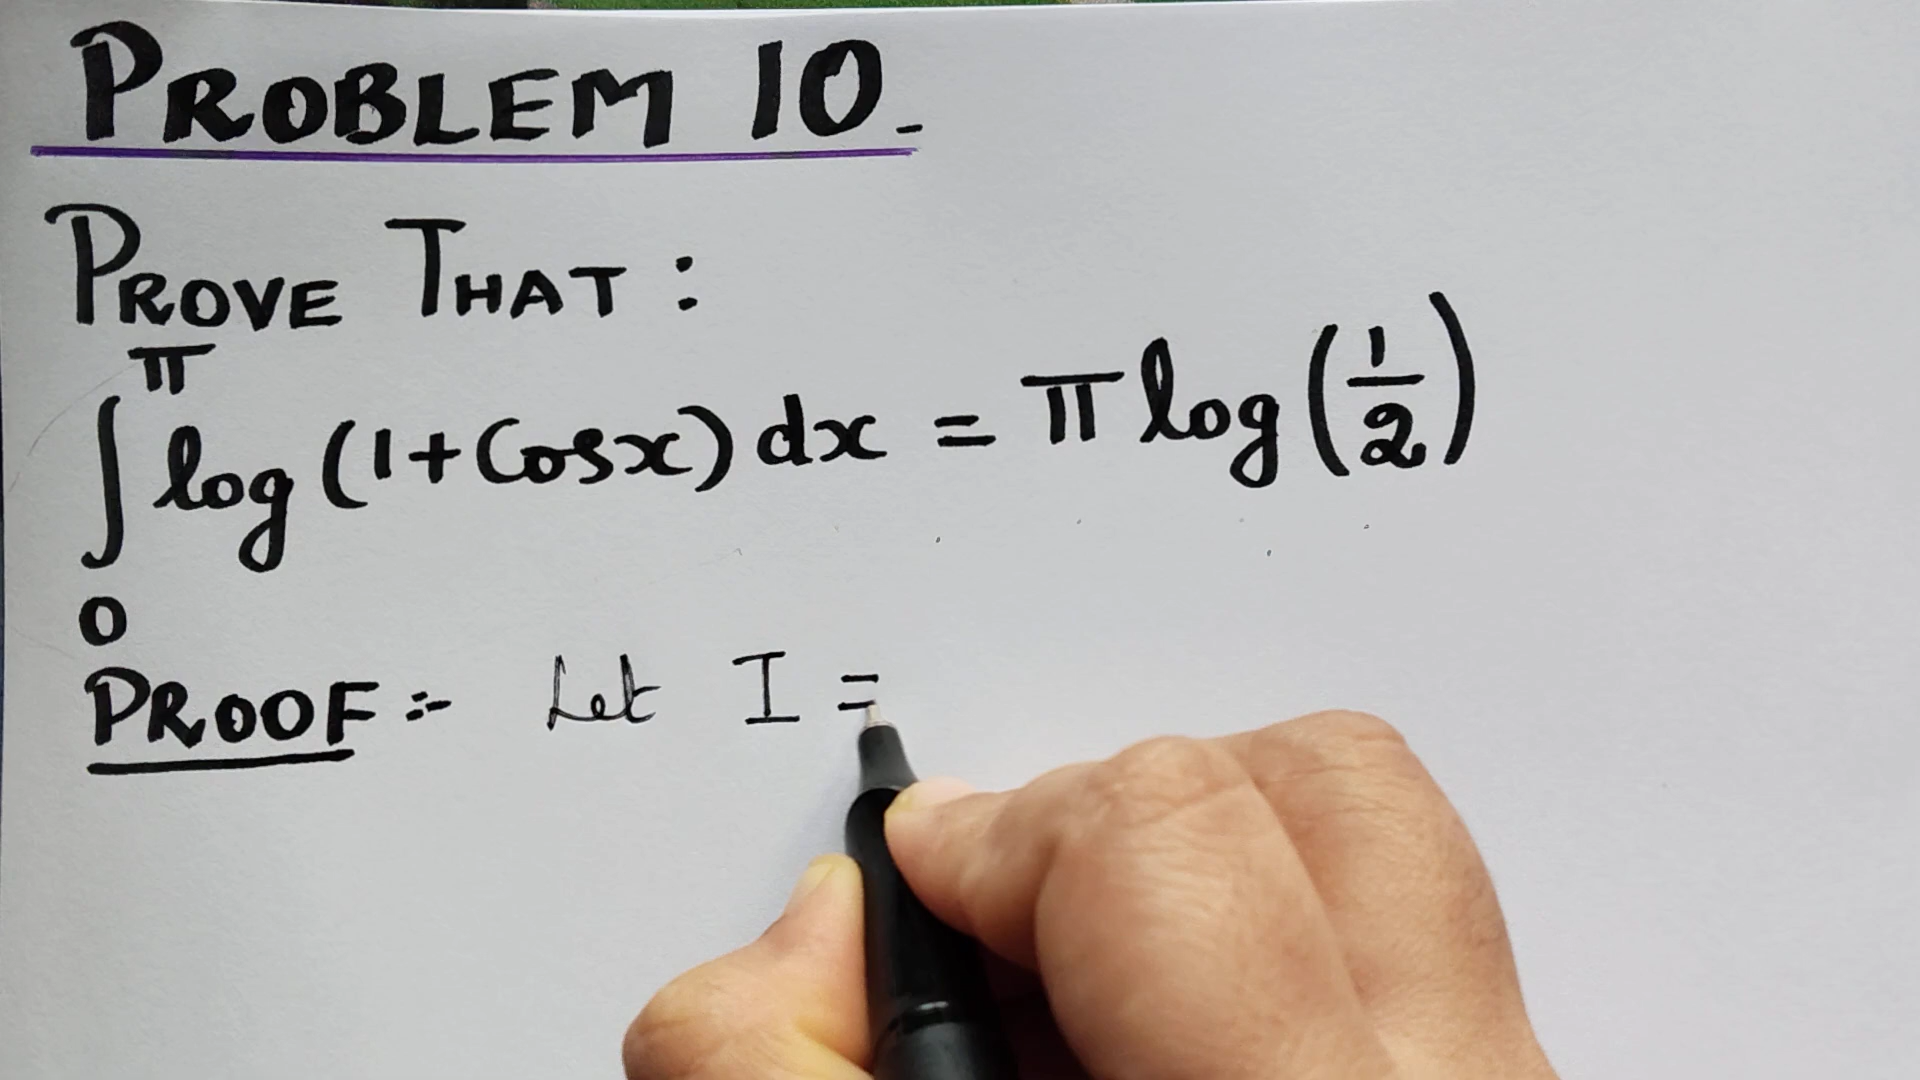 PROBLEM 10.
PROVE THAT :
∫₀^π log (1+Cosx) dx = π log (1/2)
PROOF :- Let I =